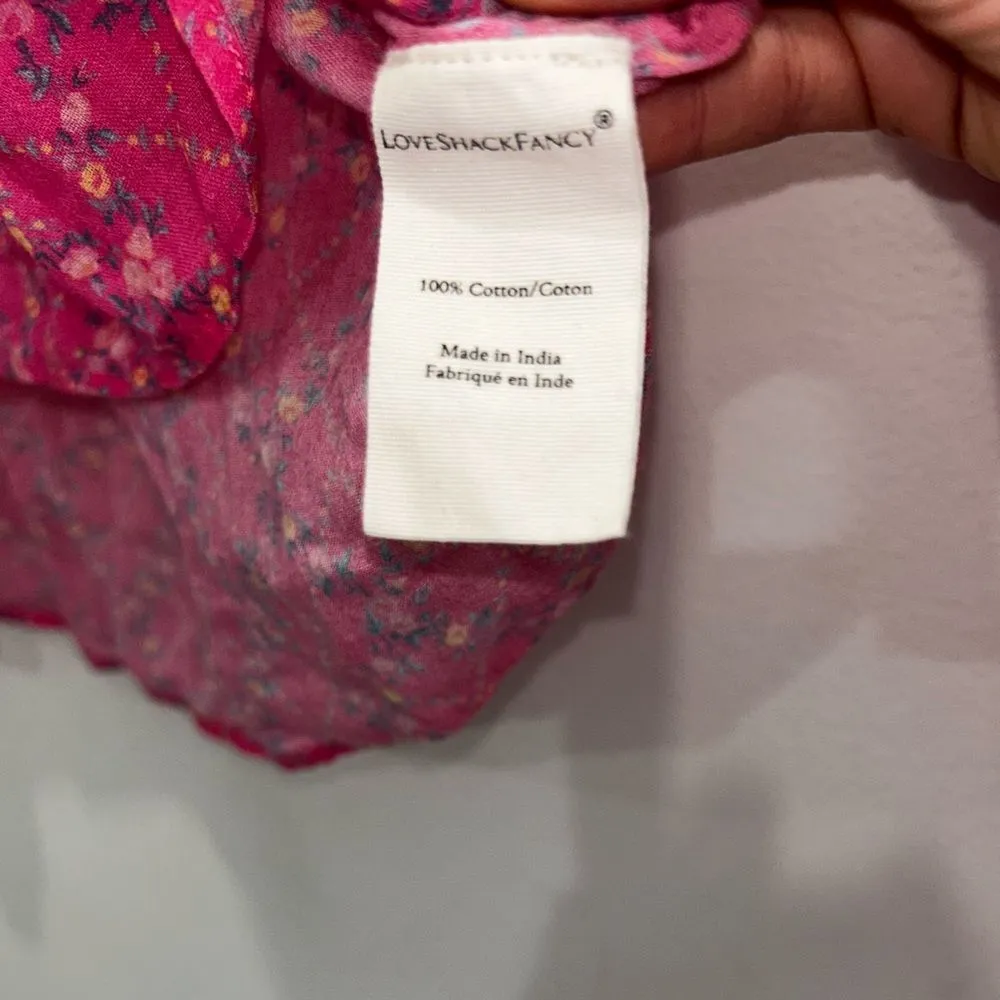 LoveShackFancy®
100% Cotton/Coton
Made in India
Fabriqué en Inde